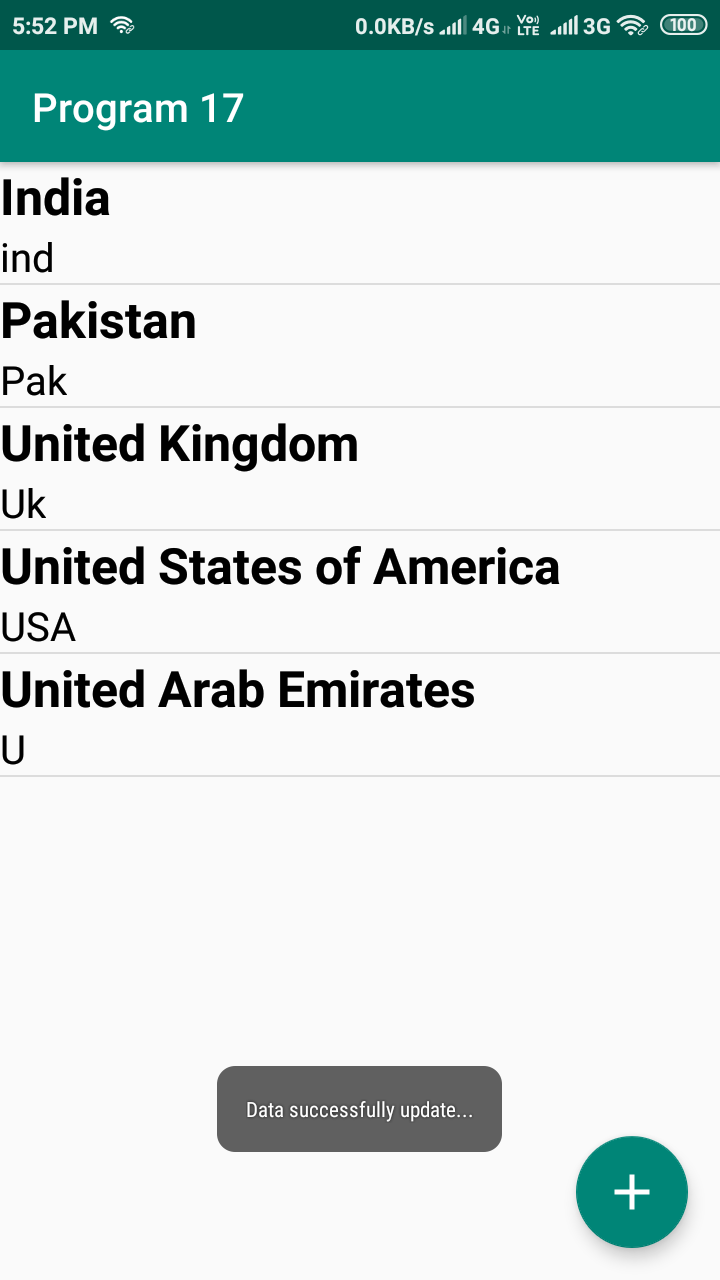 5:52 PM 0.0KB/s 4G Vo) LTE 3G 100
Program 17
India
ind
Pakistan
Pak
United Kingdom
Uk
United States of America
USA
United Arab Emirates
U
Data successfully update...